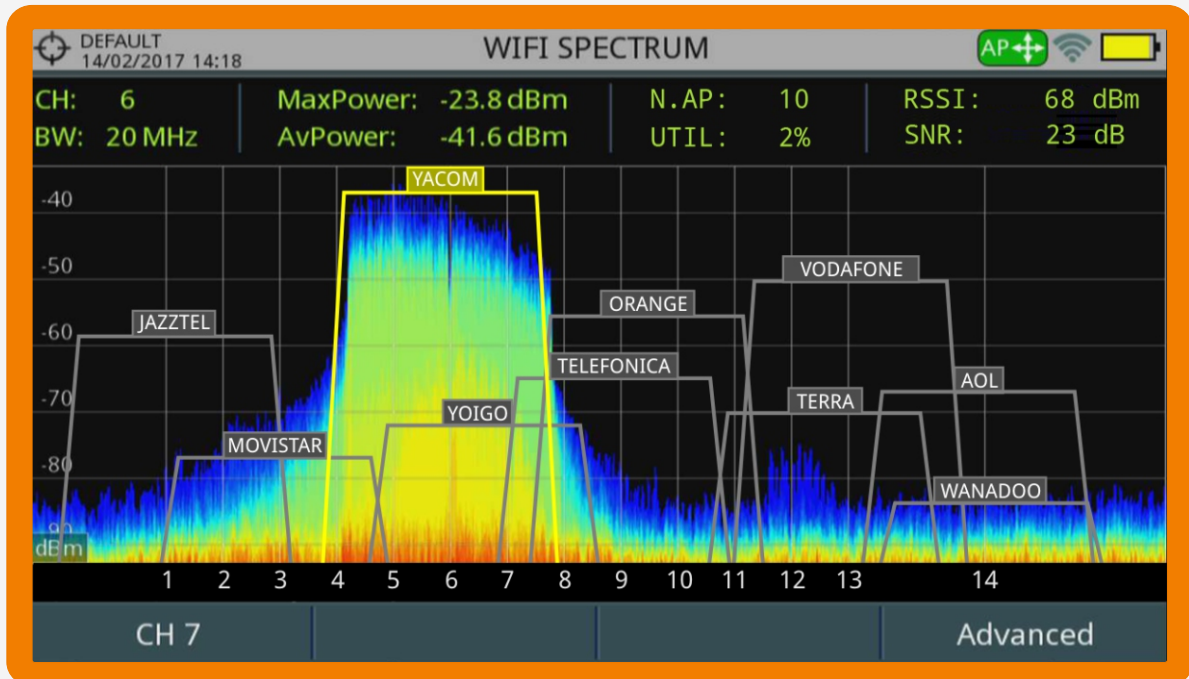 DEFAULT
14/02/2017 14:18
WIFI SPECTRUM
AP
CH: 6 MaxPower: -23.8 dBm N.AP: 10 RSSI: 68 dBm
BW: 20 MHz AvPower: -41.6 dBm UTIL: 2% SNR: 23 dB
YACOM
-40
-50
VODAFONE
ORANGE
JAZZTEL
-60
TELEFONICA
AOL
-70
TERRA
YOIGO
MOVISTAR
-80
WANADOO
-90
dBm
1 2 3 4 5 6 7 8 9 10 11 12 13 14
CH 7 Advanced